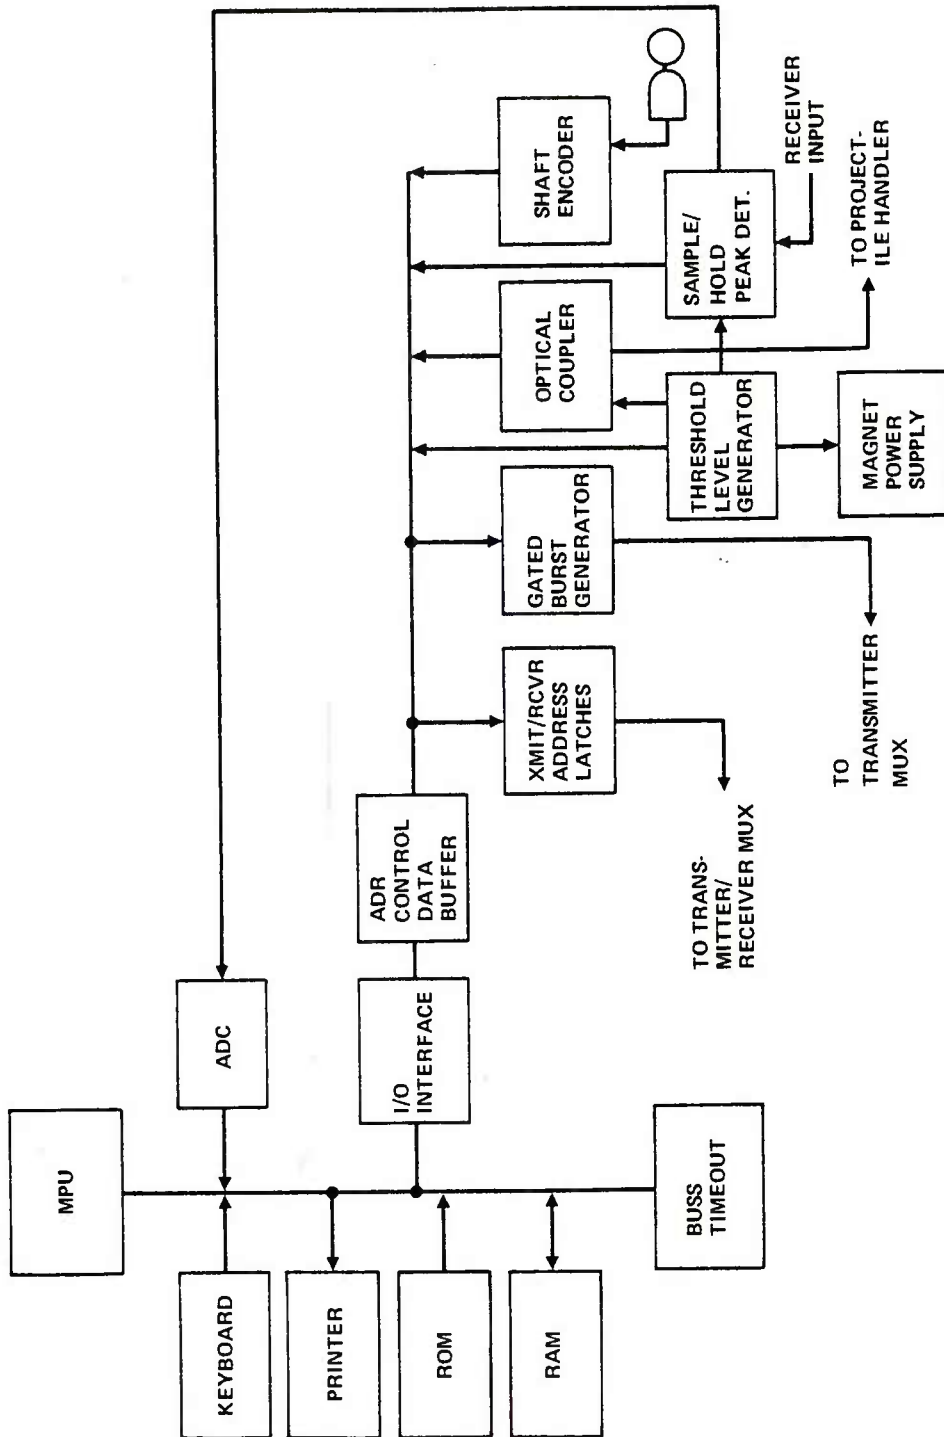 MPU
KEYBOARD
PRINTER
ROM
RAM
BUSS
TIMEOUT
ADC
I/O
INTERFACE
ADR
CONTROL
DATA
BUFFER
XMIT/RCVR
ADDRESS
LATCHES
TO TRANS-
MITTER/
RECEIVER MUX
GATED
BURST
GENERATOR
TO
TRANSMITTER
MUX
OPTICAL
COUPLER
THRESHOLD
LEVEL
GENERATOR
MAGNET
POWER
SUPPLY
SHAFT
ENCODER
SAMPLE/
HOLD
PEAK DET.
RECEIVER
INPUT
TO PROJECT-
ILE HANDLER